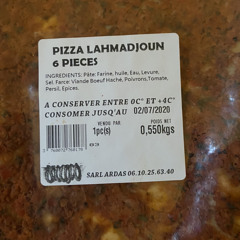 PIZZA LAHMADJOUN
6 PIECES
INGREDIENTS: Pâte: Farine, huile, Eau, Levure,
Sel. Farce: Viande Boeuf Haché, Poivrons, Tomate,
Persil, Epices.
A CONSERVER ENTRE 0C° ET +4C°
CONSOMER JUSQ'AU 02/07/2020
VENDU PAR POIDS NET
1pc(s) 0,550kgs
SARL ARDAS 06.10.25.63.40